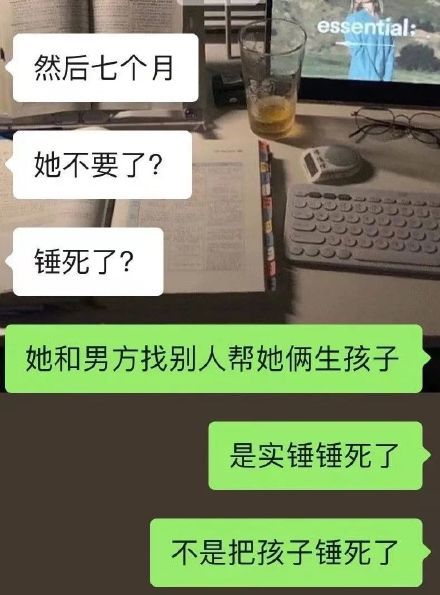 essential;
然后七个月
她不要了？
锤死了？
她和男方找别人帮她俩生孩子
是实锤锤死了
不是把孩子锤死了